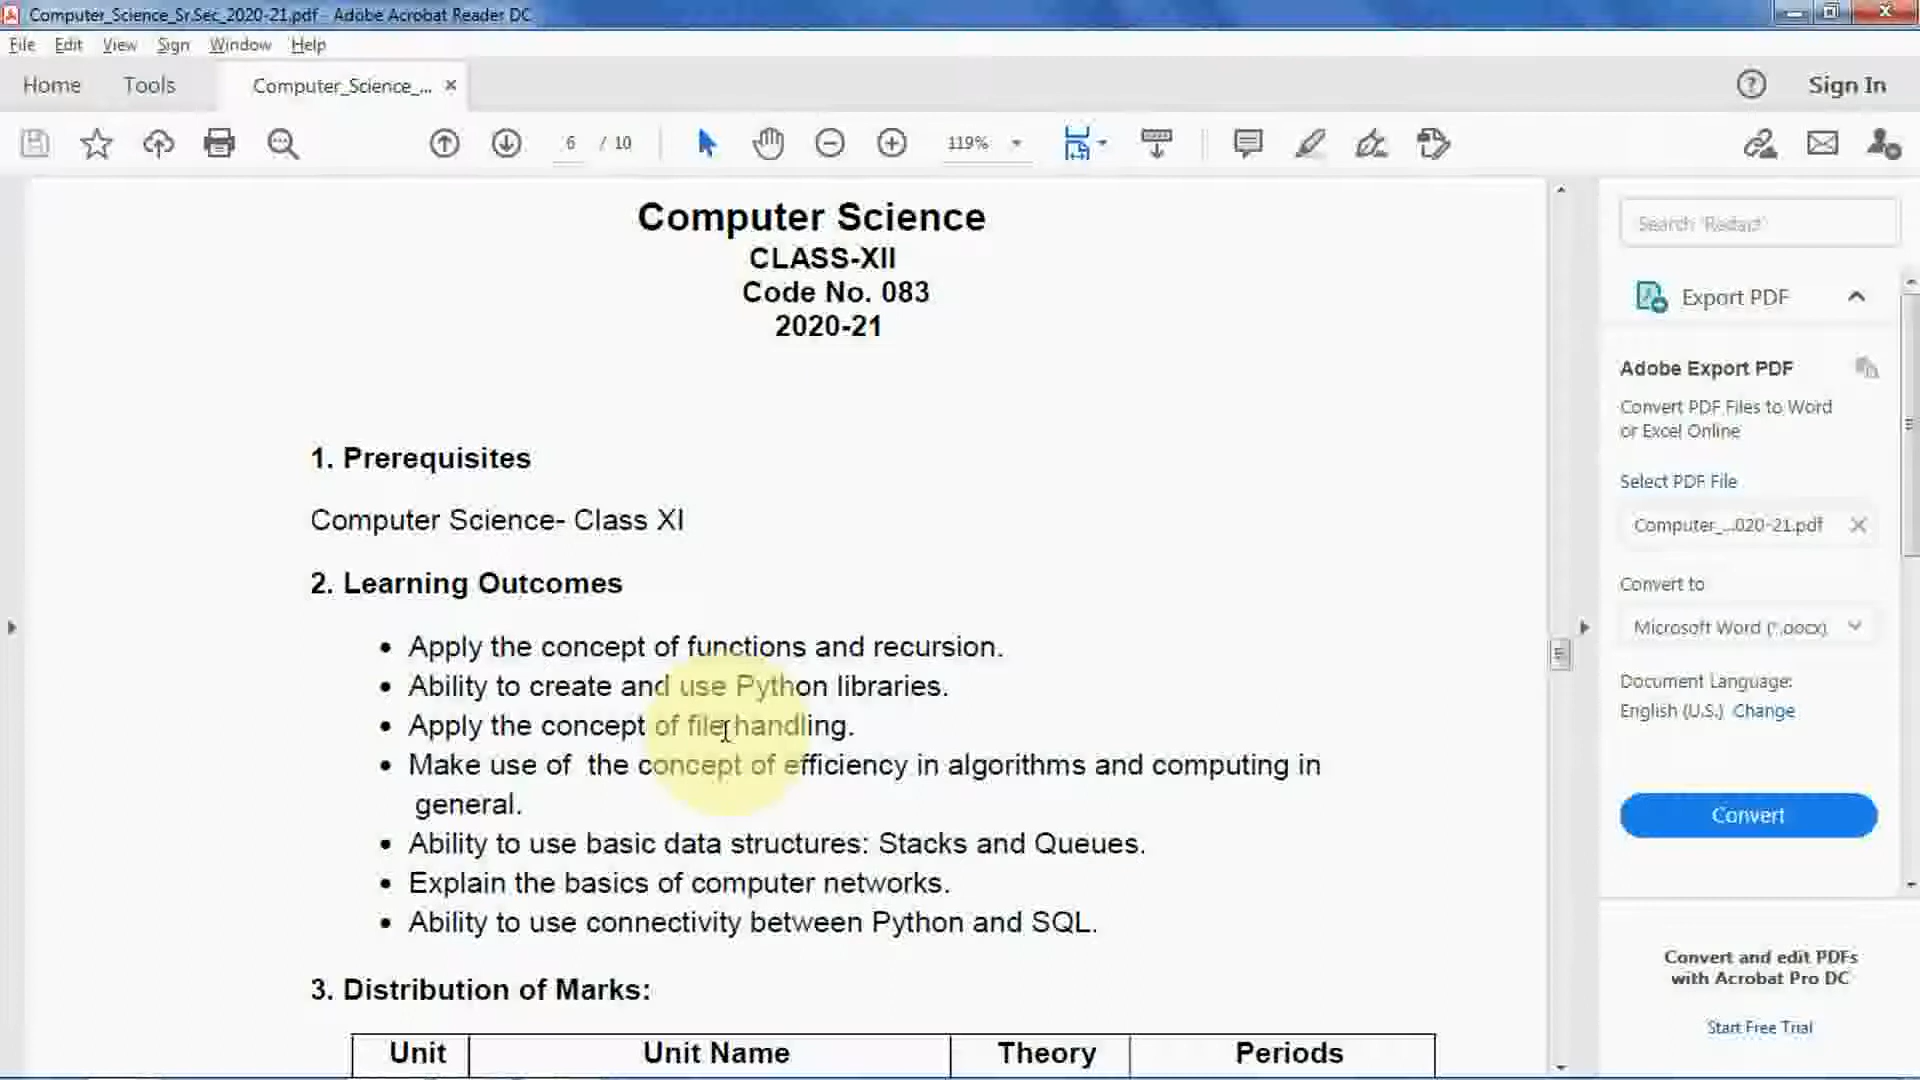 Computer_Science_Sr.Sec_2020-21.pdf - Adobe Acrobat Reader DC
File Edit View Sign Window Help
Home Tools Computer_Science_... × Sign In
6 / 10 119%
Computer Science
CLASS-XII
Code No. 083
2020-21
1. Prerequisites
Computer Science- Class XI
2. Learning Outcomes
• Apply the concept of functions and recursion.
• Ability to create and use Python libraries.
• Apply the concept of file handling.
• Make use of the concept of efficiency in algorithms and computing in
general.
• Ability to use basic data structures: Stacks and Queues.
• Explain the basics of computer networks.
• Ability to use connectivity between Python and SQL.
3. Distribution of Marks:
Unit Unit Name Theory Periods
Search 'Redact'
Export PDF
Adobe Export PDF
Convert PDF Files to Word
or Excel Online
Select PDF File
Computer_...020-21.pdf
Convert to
Microsoft Word (*.docx)
Document Language:
English (U.S.) Change
Convert
Convert and edit PDFs
with Acrobat Pro DC
Start Free Trial